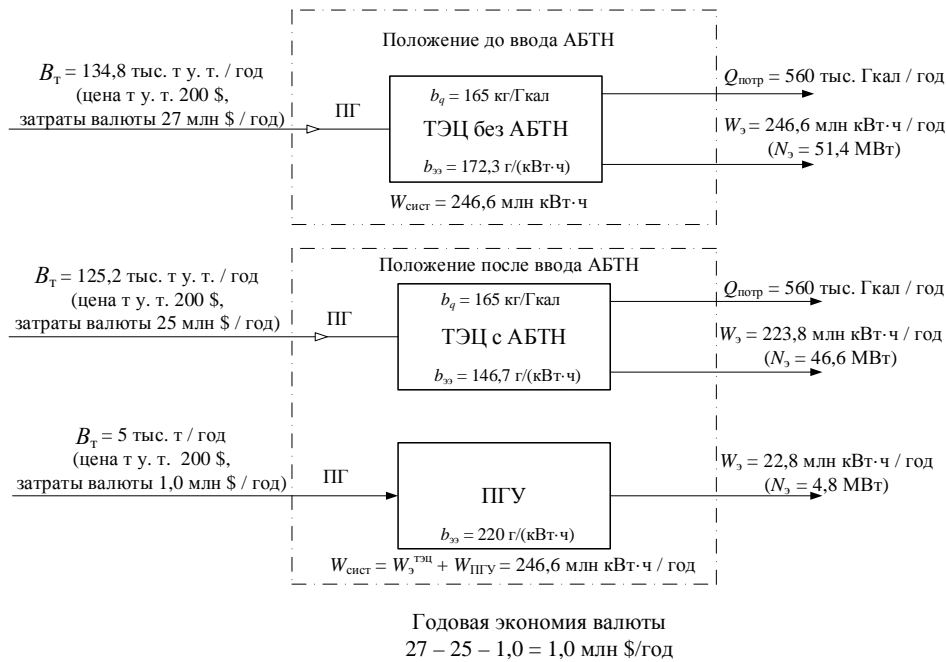 Положение до ввода АБТН
Bт = 134,8 тыс. т у. т. / год
(цена т у. т. 200 $,
затраты валюты 27 млн $ / год)
ПГ
bq = 165 кг/Гкал
ТЭЦ без АБТН
bээ = 172,3 г/(кВт·ч)
Wсист = 246,6 млн кВт·ч
Qпотр = 560 тыс. Гкал / год
Wэ = 246,6 млн кВт·ч / год
(Nэ = 51,4 МВт)
Положение после ввода АБТН
Bт = 125,2 тыс. т у. т. / год
(цена т у. т. 200 $,
затраты валюты 25 млн $ / год)
ПГ
bq = 165 кг/Гкал
ТЭЦ с АБТН
bээ = 146,7 г/(кВт·ч)
Qпотр = 560 тыс. Гкал / год
Wэ = 223,8 млн кВт·ч / год
(Nэ = 46,6 МВт)
Bт = 5 тыс. т / год
(цена т у. т. 200 $,
затраты валюты 1,0 млн $ / год)
ПГ
ПГУ
bээ = 220 г/(кВт·ч)
Wэ = 22,8 млн кВт·ч / год
(Nэ = 4,8 МВт)
Wсист = Wэтэц + WПГУ = 246,6 млн кВт·ч / год
Годовая экономия валюты
27 – 25 – 1,0 = 1,0 млн $/год